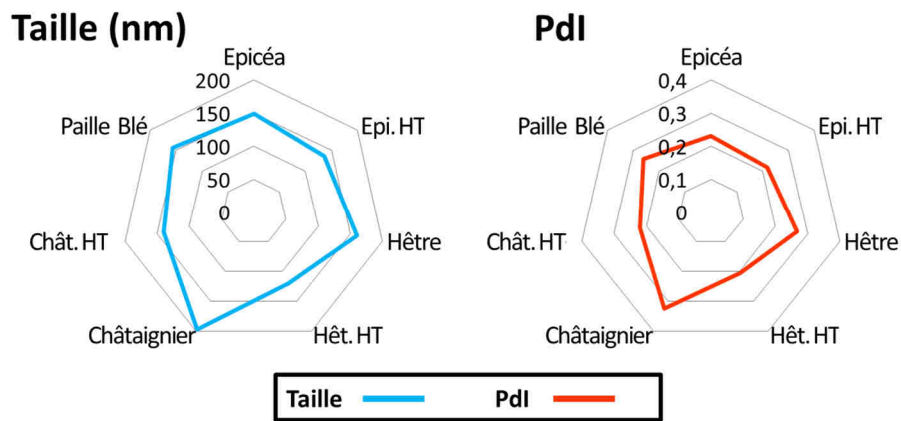 Taille (nm)
Epicéa
200
150
100
50
0
Epi. HT
Hêtre
Hêt. HT
Châtaignier
Chât. HT
Paille Blé
PdI
Epicéa
0,4
0,3
0,2
0,1
0
Epi. HT
Hêtre
Hêt. HT
Châtaignier
Chât. HT
Paille Blé
Taille PdI